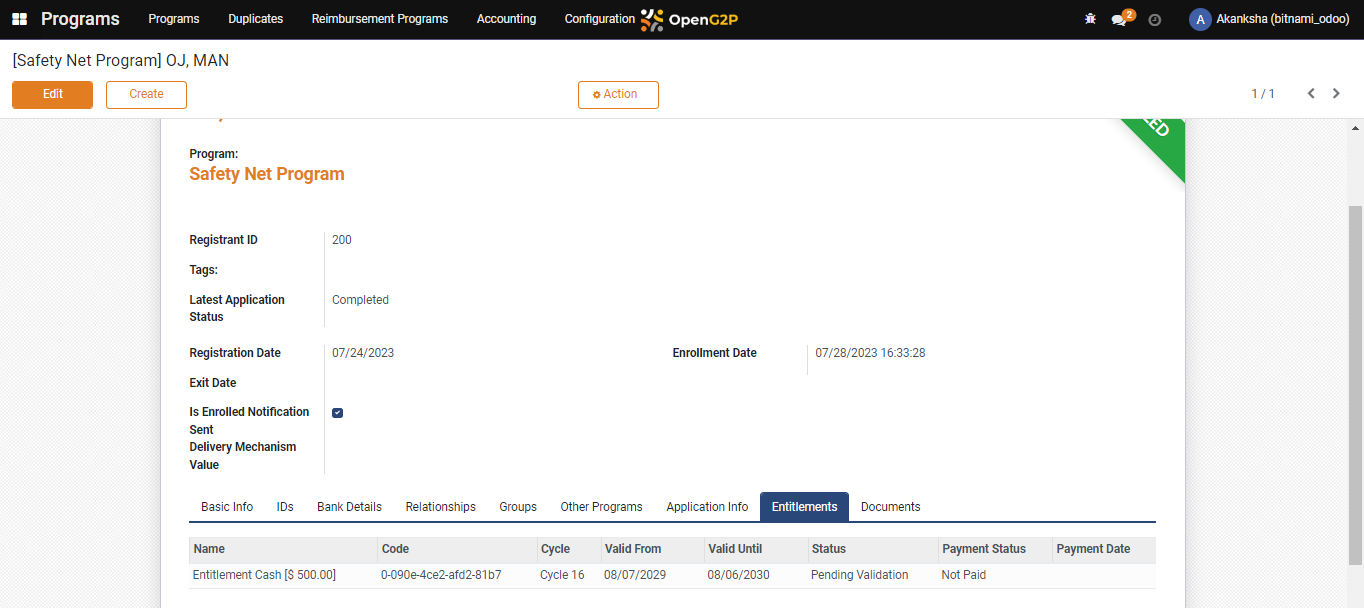 Programs Programs Duplicates Reimbursement Programs Accounting Configuration OpenG2P 2 A Akanksha (bitnami_odoo)
[Safety Net Program] OJ, MAN
Edit Create Action 1 / 1
Program:
Safety Net Program
Registrant ID 200
Tags:
Latest Application Completed
Status
Registration Date 07/24/2023 Enrollment Date 07/28/2023 16:33:28
Exit Date
Is Enrolled Notification
Sent
Delivery Mechanism
Value
Basic Info IDs Bank Details Relationships Groups Other Programs Application Info Entitlements Documents
Name Code Cycle Valid From Valid Until Status Payment Status Payment Date
Entitlement Cash [$ 500.00] 0-090e-4ce2-afd2-81b7 Cycle 16 08/07/2029 08/06/2030 Pending Validation Not Paid